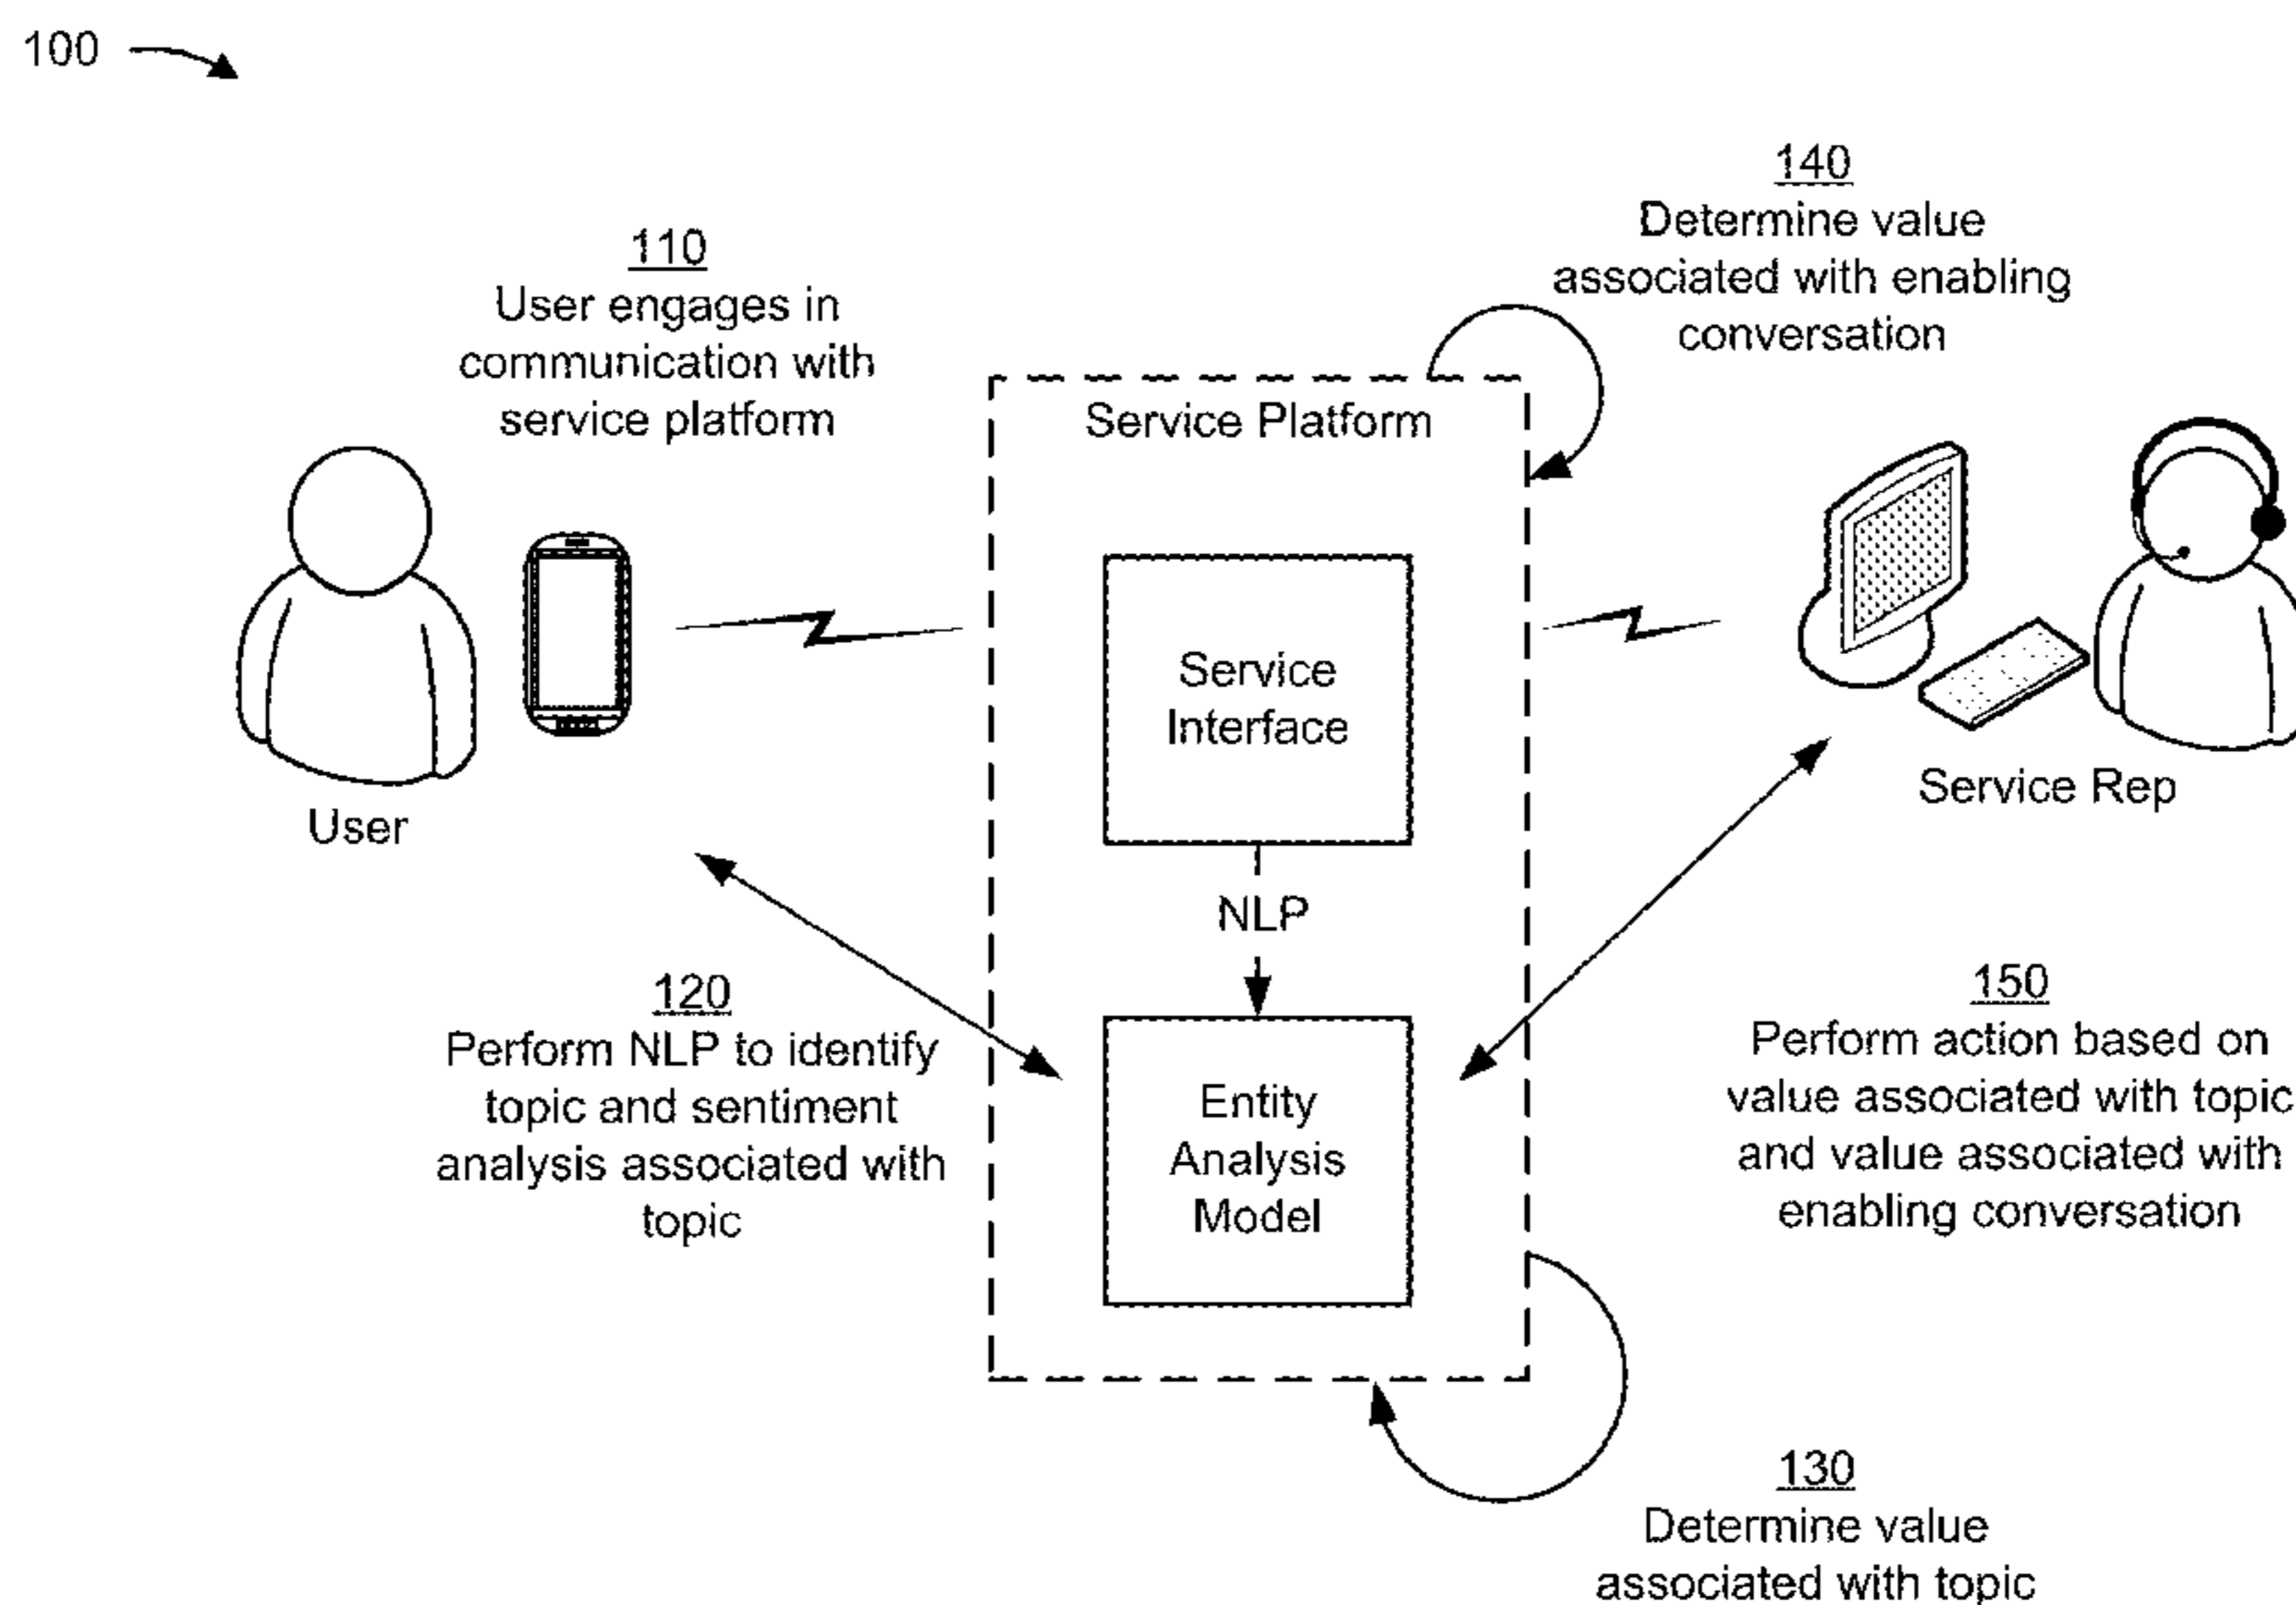 100
110
User engages in
communication with
service platform
140
Determine value
associated with enabling
conversation
Service Platform
Service
Interface
User
Service Rep
NLP
120
Perform NLP to identify
topic and sentiment
analysis associated with
topic
Entity
Analysis
Model
150
Perform action based on
value associated with topic
and value associated with
enabling conversation
130
Determine value
associated with topic